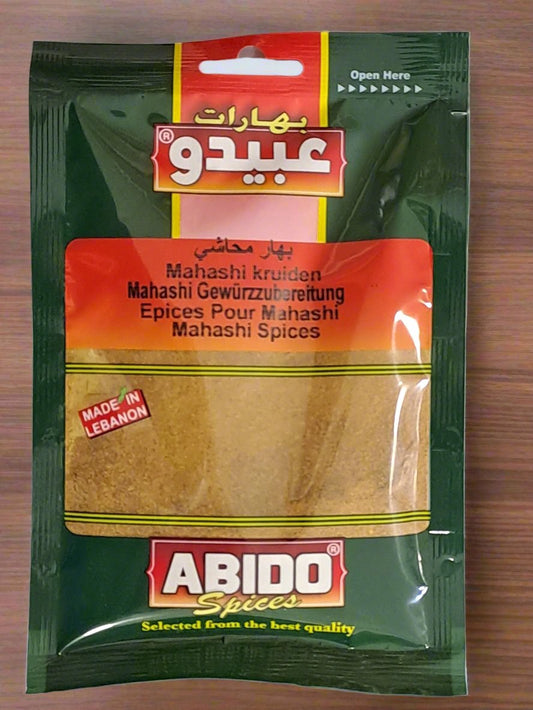 Open Here
بهارات
عبيدو®
بهار محاشي
Mahashi kruiden
Mahashi Gewürzzubereitung
Epices Pour Mahashi
Mahashi Spices
MADE IN
LEBANON
ABIDO®
Spices
Selected from the best quality